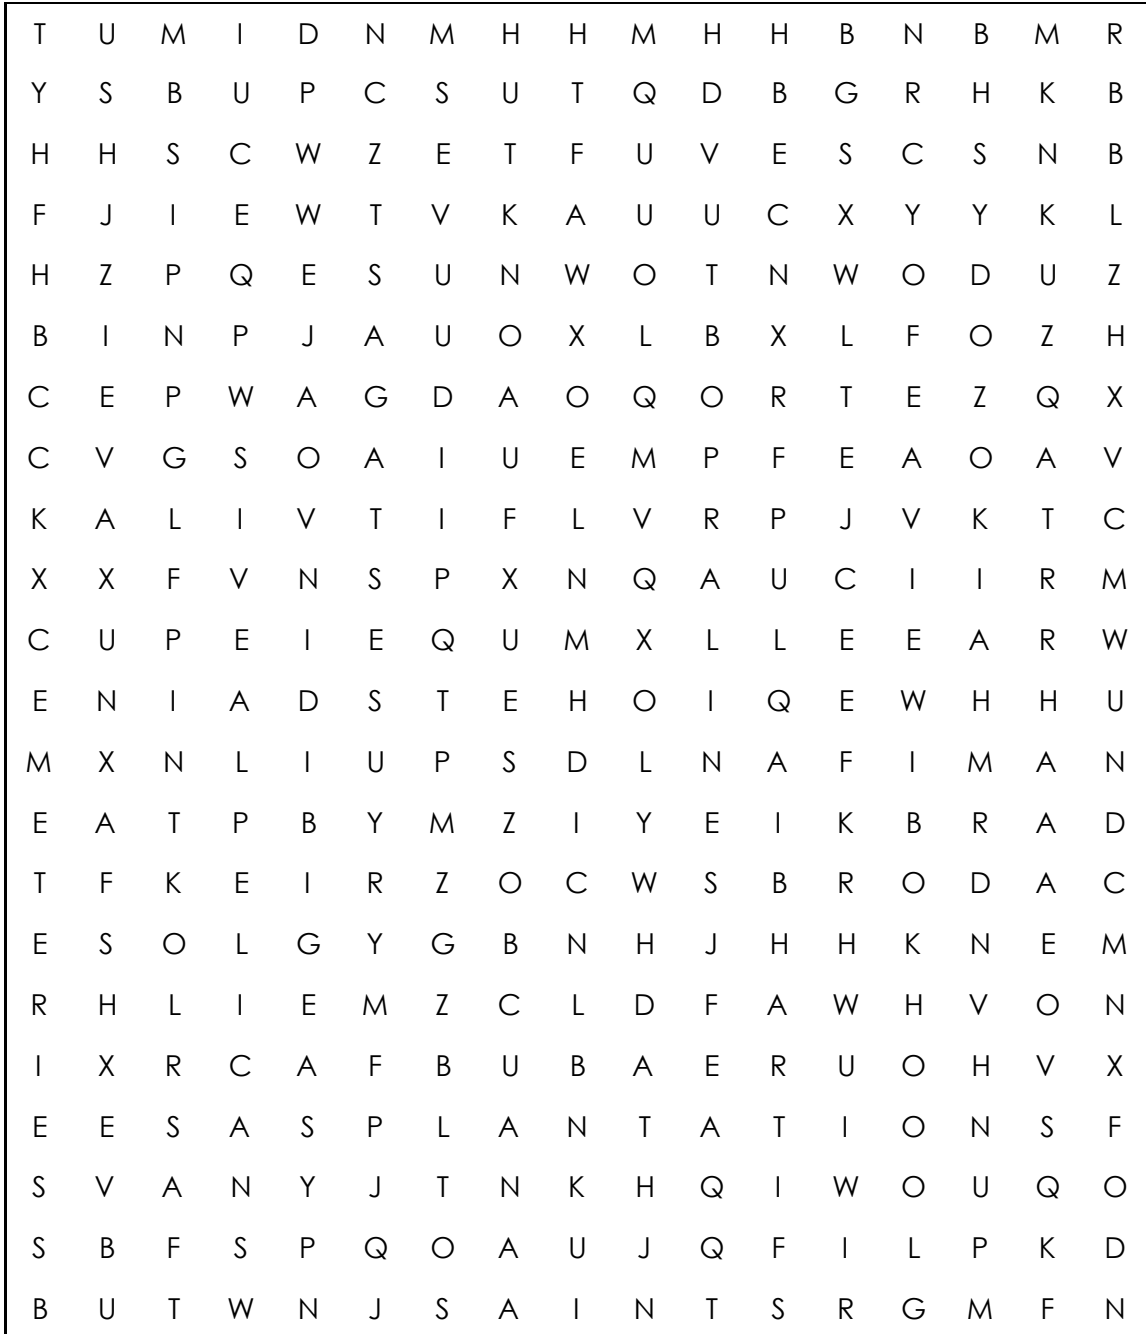 T U M I D N M H H M H H B N B M R
Y S B U P C S U T Q D B G R H K B
H H S C W Z E T F U V E S C S N B
F J I E W T V K A U U C X Y Y K L
H Z P Q E S U N W O T N W O D U Z
B I N P J A U O X L B X L F O Z H
C E P W A G D A O Q O R T E Z Q X
C V G S O A I U E M P F E A O A V
K A L I V T I F L V R P J V K T C
X X F V N S P X N Q A U C I I R M
C U P E I E Q U M X L L E E A R W
E N I A D S T E H O I Q E W H H U
M X N L I U P S D L N A F I M A N
E A T P B Y M Z I Y E I K B R A D
T F K E I R Z O C W S B R O D A C
E S O L G Y G B N H J H H K N E M
R H L I E M Z C L D F A W H V O N
I X R C A F B U B A E R U O H V X
E E S A S P L A N T A T I O N S F
S V A N Y J T N K H Q I W O U Q O
S B F S P Q O A U J Q F I L P K D
B U T W N J S A I N T S R G M F N